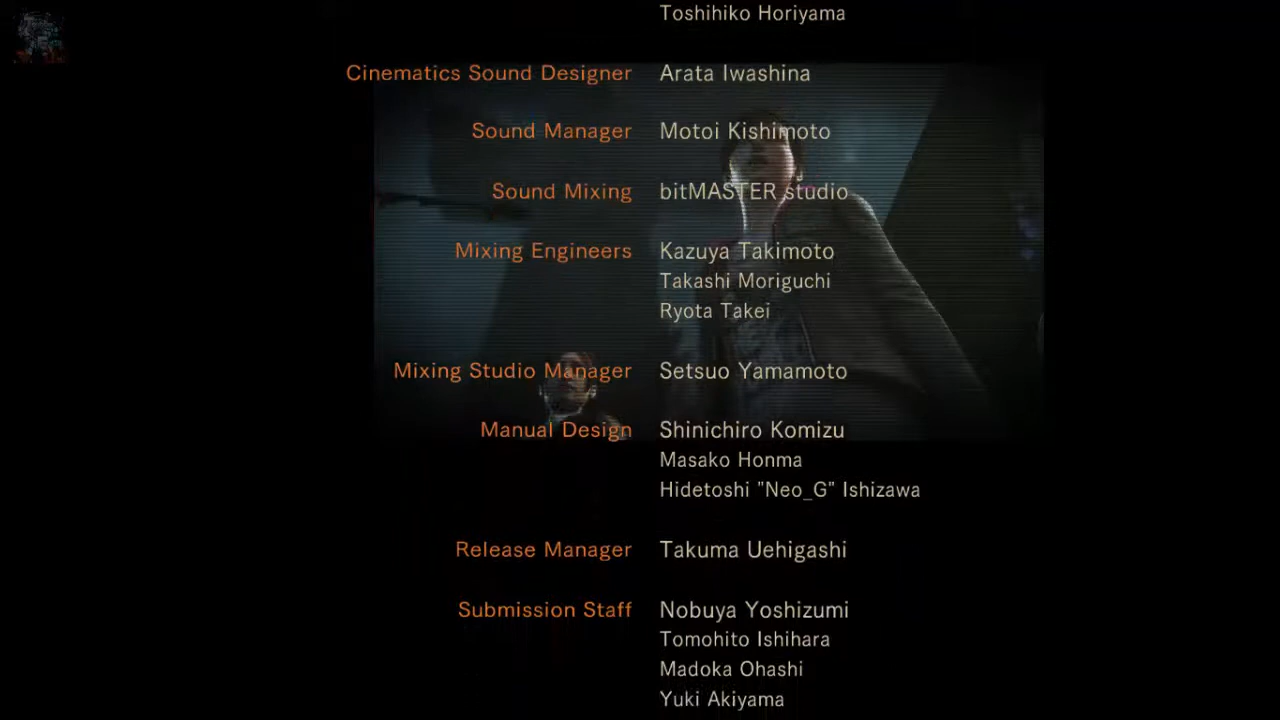 Toshihiko Horiyama
Cinematics Sound Designer Arata Iwashina
Sound Manager Motoi Kishimoto
Sound Mixing bitMASTER studio
Mixing Engineers Kazuya Takimoto
Takashi Moriguchi
Ryota Takei
Mixing Studio Manager Setsuo Yamamoto
Manual Design Shinichiro Komizu
Masako Honma
Hidetoshi "Neo_G" Ishizawa
Release Manager Takuma Uehigashi
Submission Staff Nobuya Yoshizumi
Tomohito Ishihara
Madoka Ohashi
Yuki Akiyama